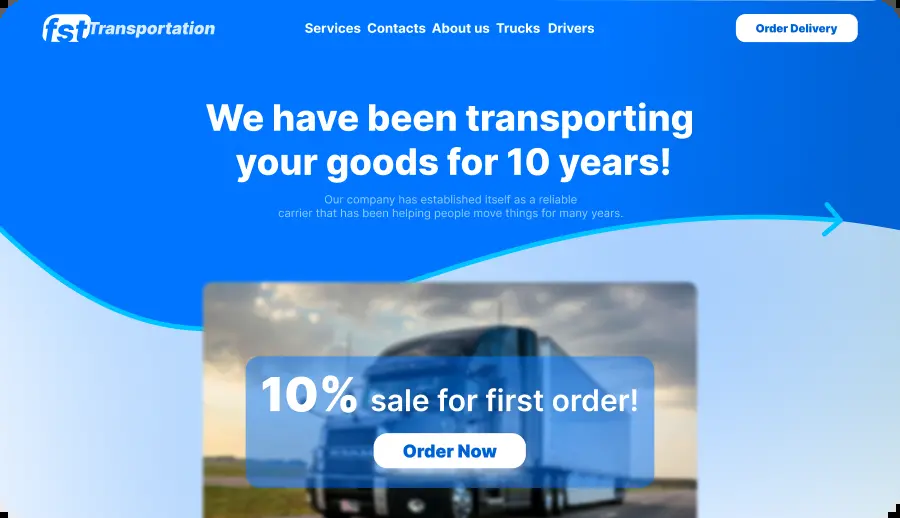 fst Transportation
Services Contacts About us Trucks Drivers
Order Delivery
We have been transporting
your goods for 10 years!
Our company has established itself as a reliable
carrier that has been helping people move things for many years.
10% sale for first order!
Order Now